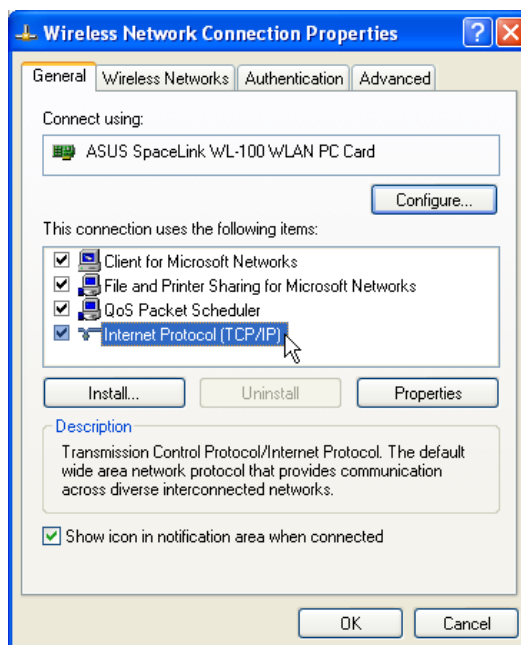 Wireless Network Connection Properties
General Wireless Networks Authentication Advanced
Connect using:
ASUS SpaceLink WL-100 WLAN PC Card
Configure...
This connection uses the following items:
Client for Microsoft Networks
File and Printer Sharing for Microsoft Networks
QoS Packet Scheduler
Internet Protocol (TCP/IP)
Install... Uninstall Properties
Description
Transmission Control Protocol/Internet Protocol. The default
wide area network protocol that provides communication
across diverse interconnected networks.
Show icon in notification area when connected
OK Cancel